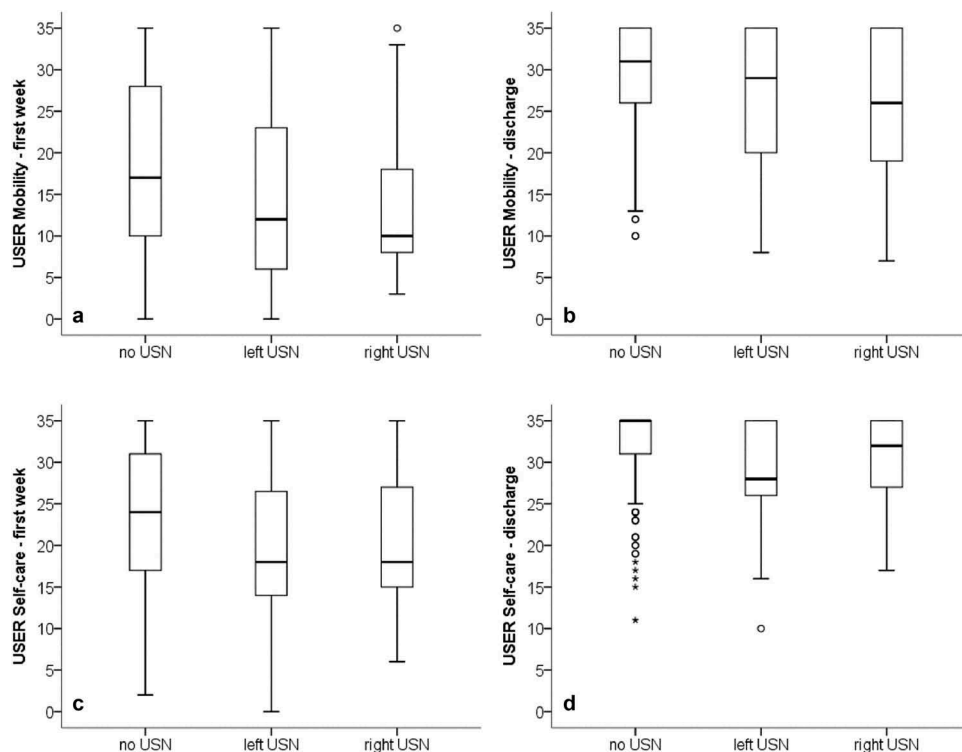 USER Mobility - first week
35
30
25
20
15
10
5
0
a
no USN left USN right USN
USER Mobility - discharge
35
30
25
20
15
10
5
0
b
no USN left USN right USN
USER Self-care - first week
35
30
25
20
15
10
5
0
c
no USN left USN right USN
USER Self-care - discharge
35
30
25
20
15
10
5
0
d
no USN left USN right USN